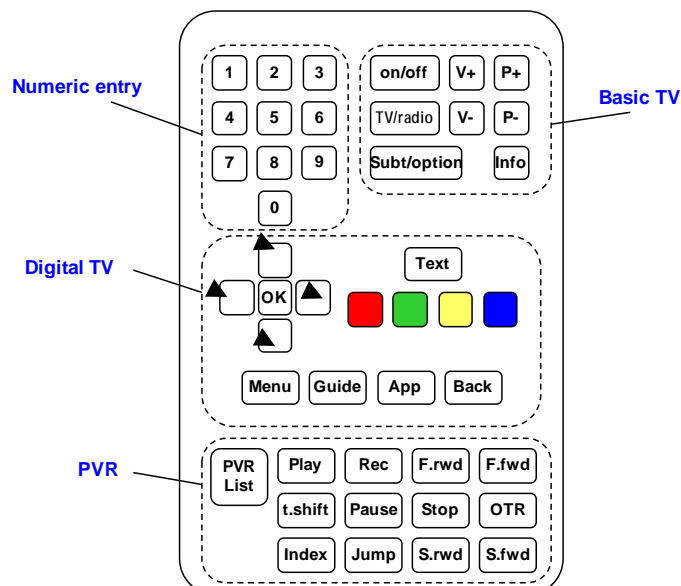 Numeric entry
1 2 3
4 5 6
7 8 9
0
on/off V+ P+
TV/radio V- P-
Subt/option Info
Basic TV
Digital TV
OK
Text
Menu Guide App Back
PVR
PVR
List
Play Rec F.rwd F.fwd
t.shift Pause Stop OTR
Index Jump S.rwd S.fwd